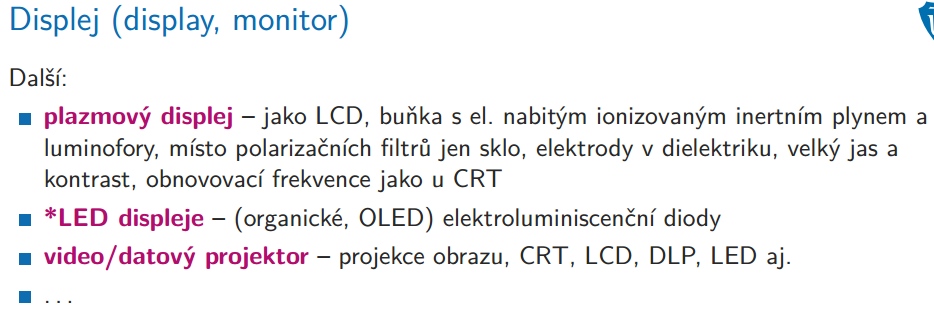 Displej (display, monitor)
Další:
plazmový displej – jako LCD, buňka s el. nabitým ionizovaným inertním plynem a
luminofory, místo polarizačních filtrů jen sklo, elektrody v dielektriku, velký jas a
kontrast, obnovovací frekvence jako u CRT
*LED displeje – (organické, OLED) elektroluminiscenční diody
video/datový projektor – projekce obrazu, CRT, LCD, DLP, LED aj.
...